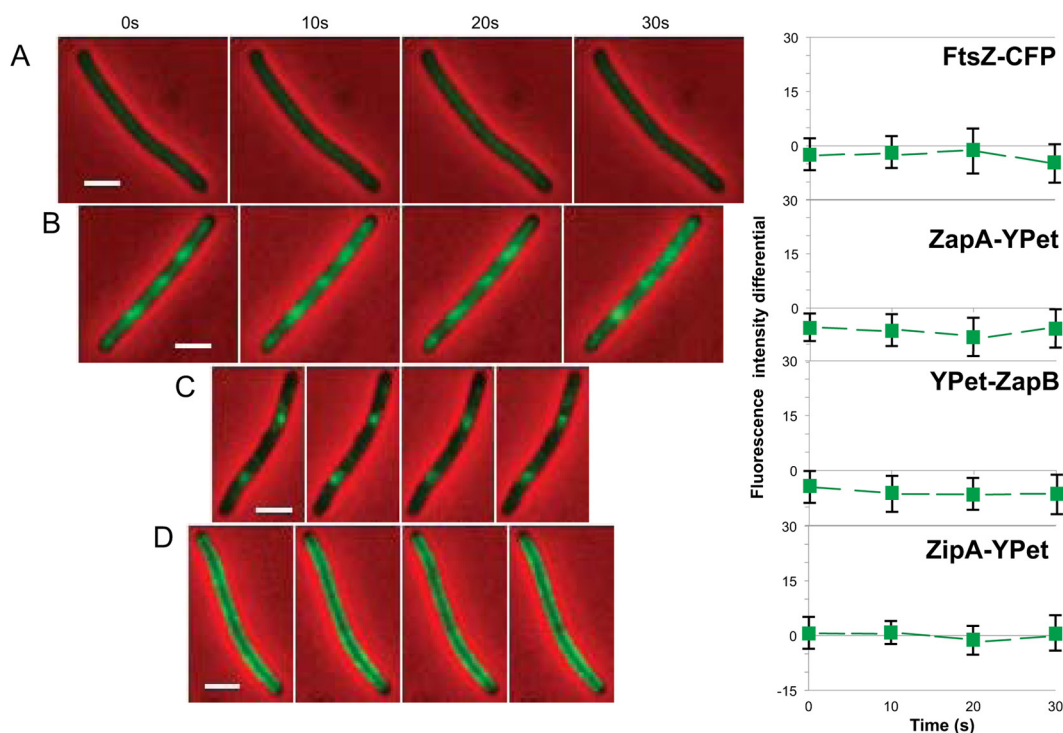 0s 10s 20s 30s
A
B
C
D
30
FtsZ-CFP
15
0
30
ZapA-YPet
15
0
30
YPet-ZapB
15
0
30
ZipA-YPet
15
0
-15
0 10 20 30
Time (s)
Fluorescence intensity differential